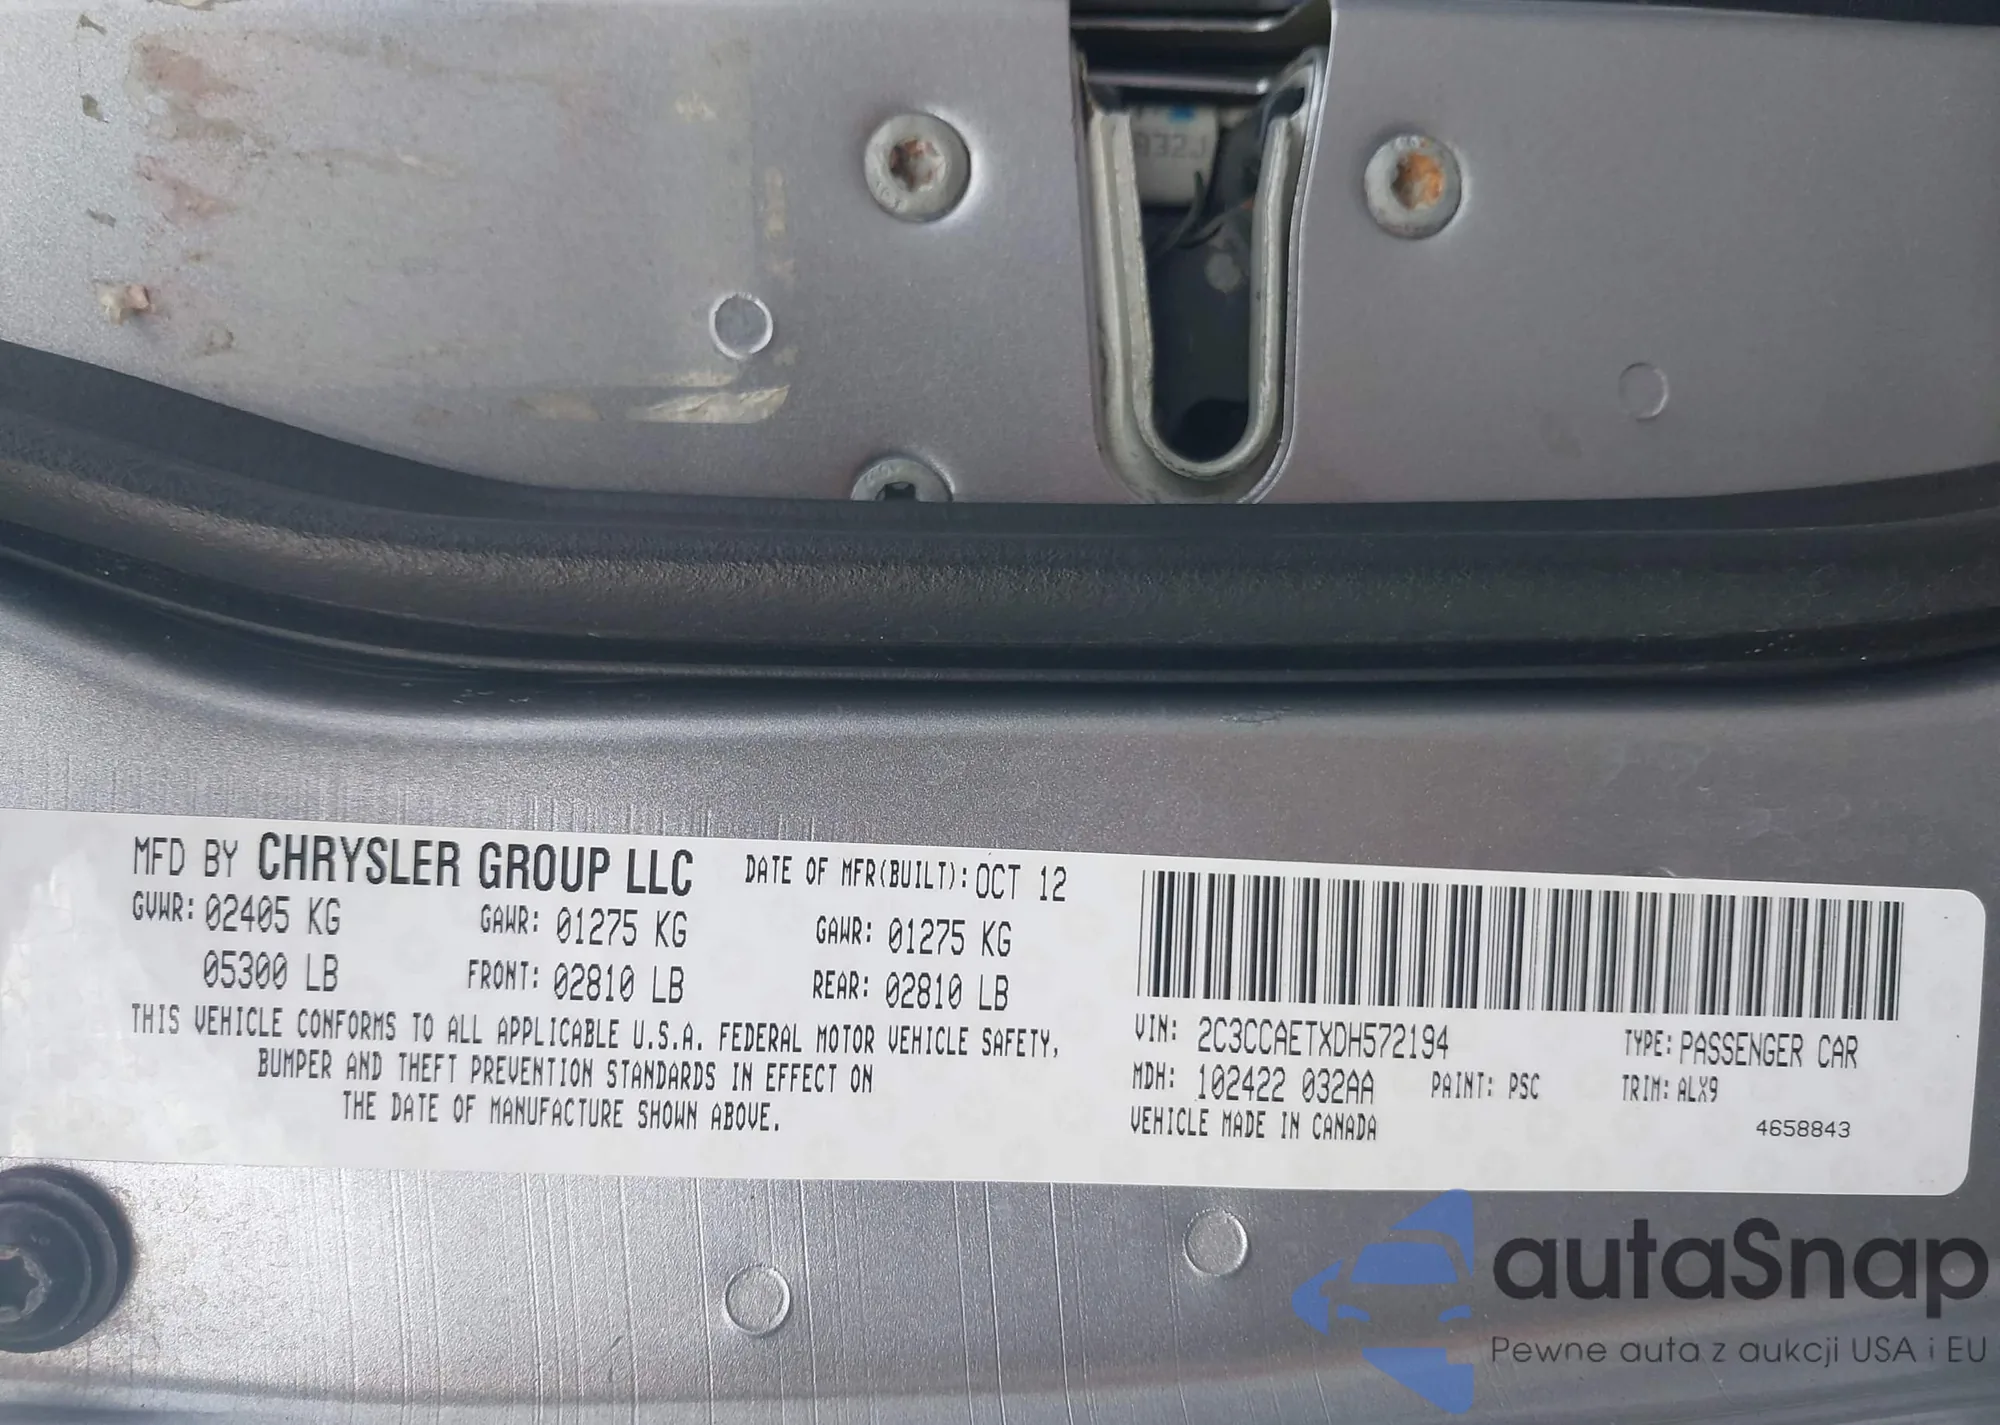 932J
MFD BY CHRYSLER GROUP LLC DATE OF MFR(BUILT): OCT 12
GVWR: 02405 KG GAWR: 01275 KG GAWR: 01275 KG
05300 LB FRONT: 02810 LB REAR: 02810 LB
THIS VEHICLE CONFORMS TO ALL APPLICABLE U.S.A. FEDERAL MOTOR VEHICLE SAFETY,
BUMPER AND THEFT PREVENTION STANDARDS IN EFFECT ON
THE DATE OF MANUFACTURE SHOWN ABOVE.
VIN: 2C3CCAETXDH572194 TYPE: PASSENGER CAR
MDH: 102422 032AA PAINT: PSC TRIM: ALX9
VEHICLE MADE IN CANADA 4658843
autaSnap
Pewne auta z aukcji USA i EU